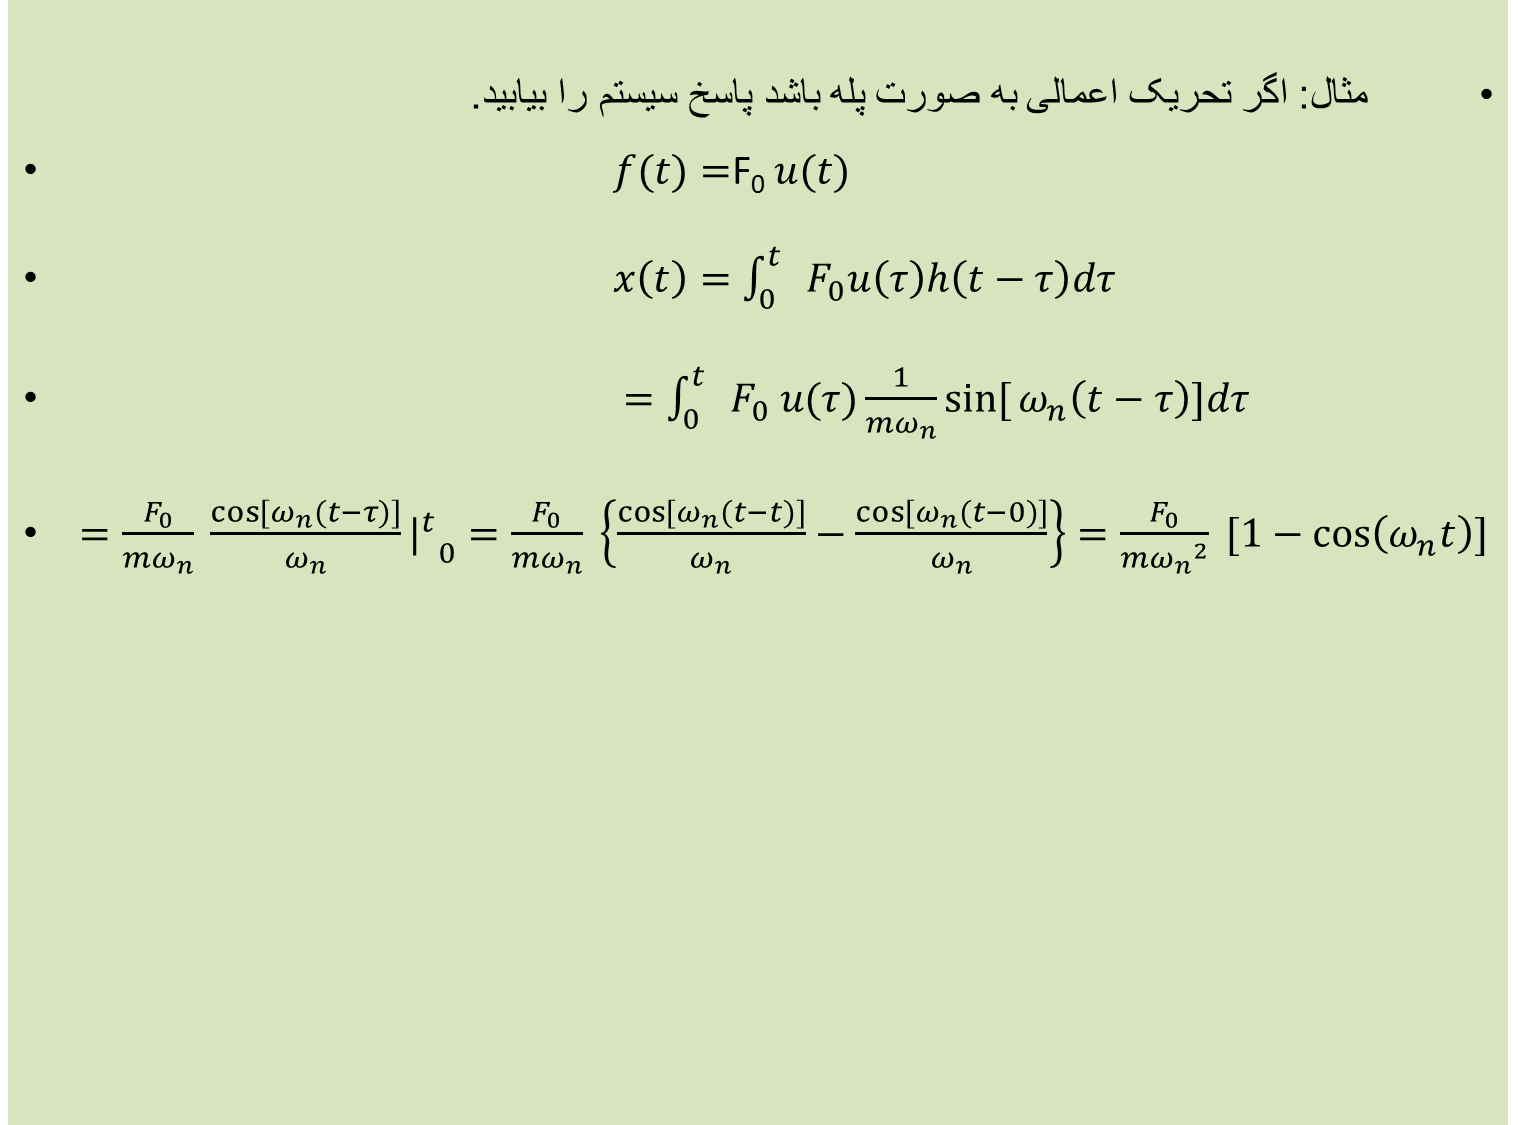 • مثال: اگر تحریک اعمالی به صورت پله باشد پاسخ سیستم را بیابید.
• f(t) =F₀ u(t)
• x(t) = ∫₀ᵗ F₀u(τ)h(t − τ)dτ
• = ∫₀ᵗ F₀ u(τ) 1/(mωₙ) sin[ ωₙ(t − τ)]dτ
• = F₀/(mωₙ) cos[ωₙ(t−τ)]/ωₙ |ᵗ₀ = F₀/(mωₙ) {cos[ωₙ(t−t)]/ωₙ − cos[ωₙ(t−0)]/ωₙ} = F₀/(mωₙ²) [1 − cos(ωₙt)]